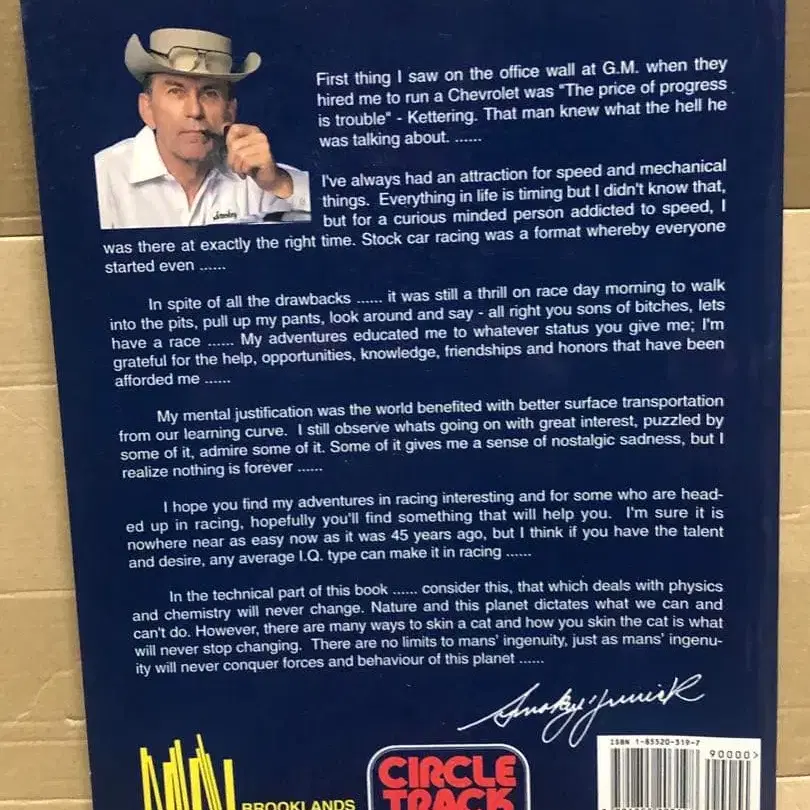 First thing I saw on the office wall at G.M. when they
hired me to run a Chevrolet was "The price of progress
is trouble" - Kettering. That man knew what the hell he
was talking about. ......
I've always had an attraction for speed and mechanical
things. Everything in life is timing but I didn't know that,
but for a curious minded person addicted to speed, I
was there at exactly the right time. Stock car racing was a format whereby everyone
started even ......
In spite of all the drawbacks ...... it was still a thrill on race day morning to walk
into the pits, pull up my pants, look around and say - all right you sons of bitches, lets
have a race ...... My adventures educated me to whatever status you give me; I'm
grateful for the help, opportunities, knowledge, friendships and honors that have been
afforded me ......
My mental justification was the world benefited with better surface transportation
from our learning curve. I still observe whats going on with great interest, puzzled by
some of it, admire some of it. Some of it gives me a sense of nostalgic sadness, but I
realize nothing is forever ......
I hope you find my adventures in racing interesting and for some who are head-
ed up in racing, hopefully you'll find something that will help you. I'm sure it is
nowhere near as easy now as it was 45 years ago, but I think if you have the talent
and desire, any average I.Q. type can make it in racing ......
In the technical part of this book ...... consider this, that which deals with physics
and chemistry will never change. Nature and this planet dictates what we can and
can't do. However, there are many ways to skin a cat and how you skin the cat is what
will never stop changing. There are no limits to mans' ingenuity, just as mans' ingenu-
ity will never conquer forces and behaviour of this planet ......
Smokey Yunick
ISBN 1-85520-319-7
90000>
BROOKLANDS
CIRCLE
TRACK